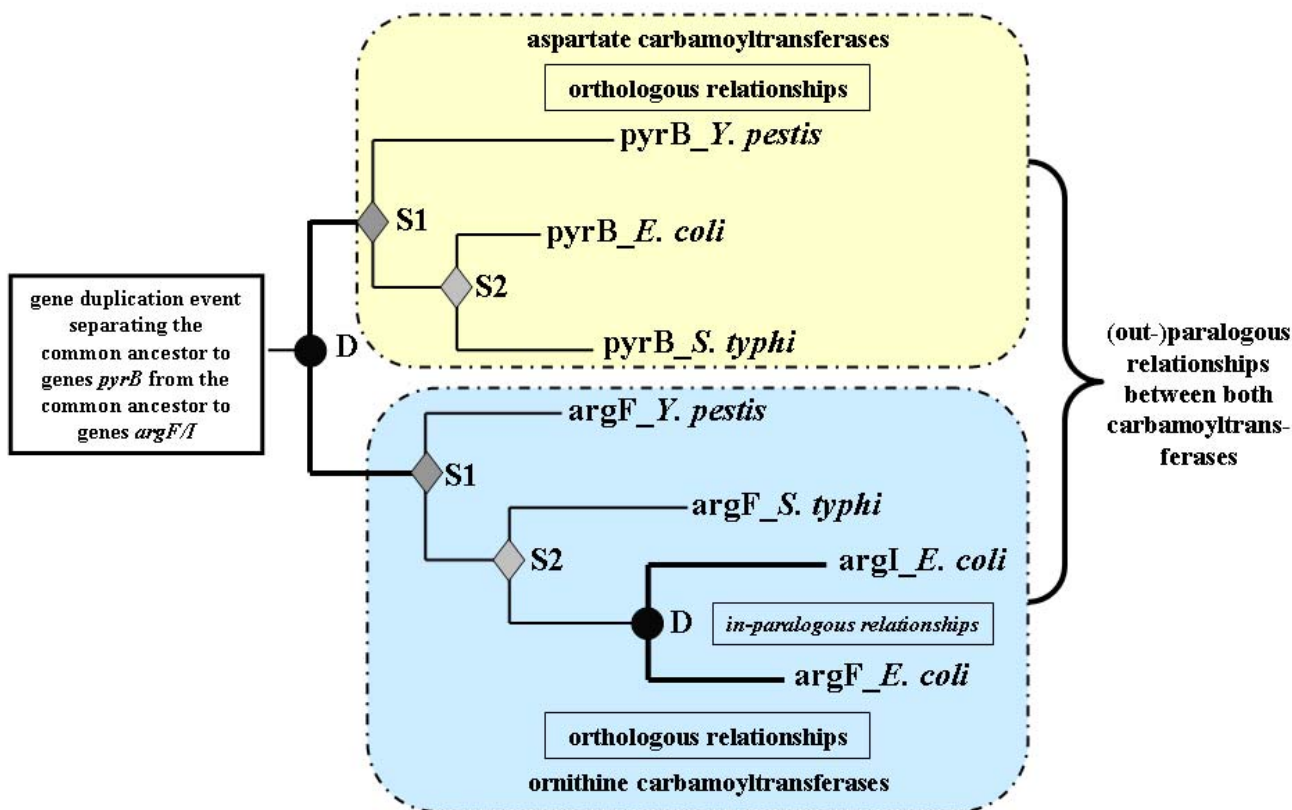 aspartate carbamoyltransferases
orthologous relationships
pyrB_Y. pestis
S1
pyrB_E. coli
S2
pyrB_S. typhi
gene duplication event
separating the
common ancestor to
genes pyrB from the
common ancestor to
genes argF/I
D
(out-)paralogous
relationships
between both
carbamoyltrans-
ferases
argF_Y. pestis
S1
argF_S. typhi
S2
argI_E. coli
D
in-paralogous relationships
argF_E. coli
orthologous relationships
ornithine carbamoyltransferases